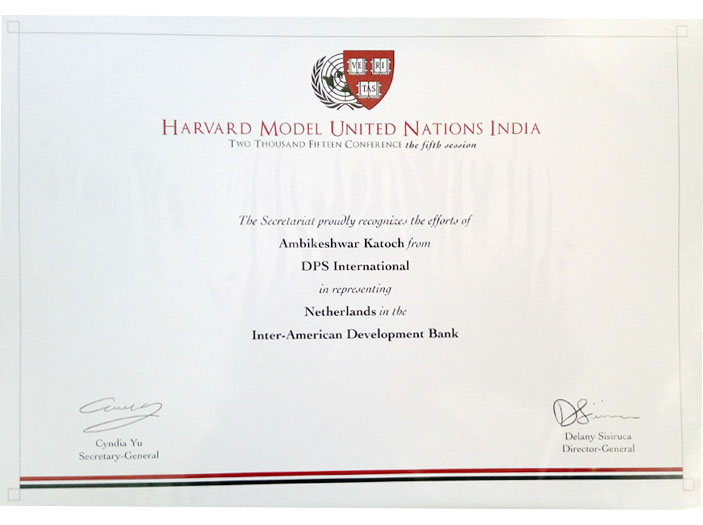 VE RI
TAS
HARVARD MODEL UNITED NATIONS INDIA
TWO THOUSAND FIFTEEN CONFERENCE the fifth session
The Secretariat proudly recognizes the efforts of
Ambikeshwar Katoch from
DPS International
in representing
Netherlands in the
Inter-American Development Bank
Cyndia Yu
Secretary-General
Delany Sisiruca
Director-General